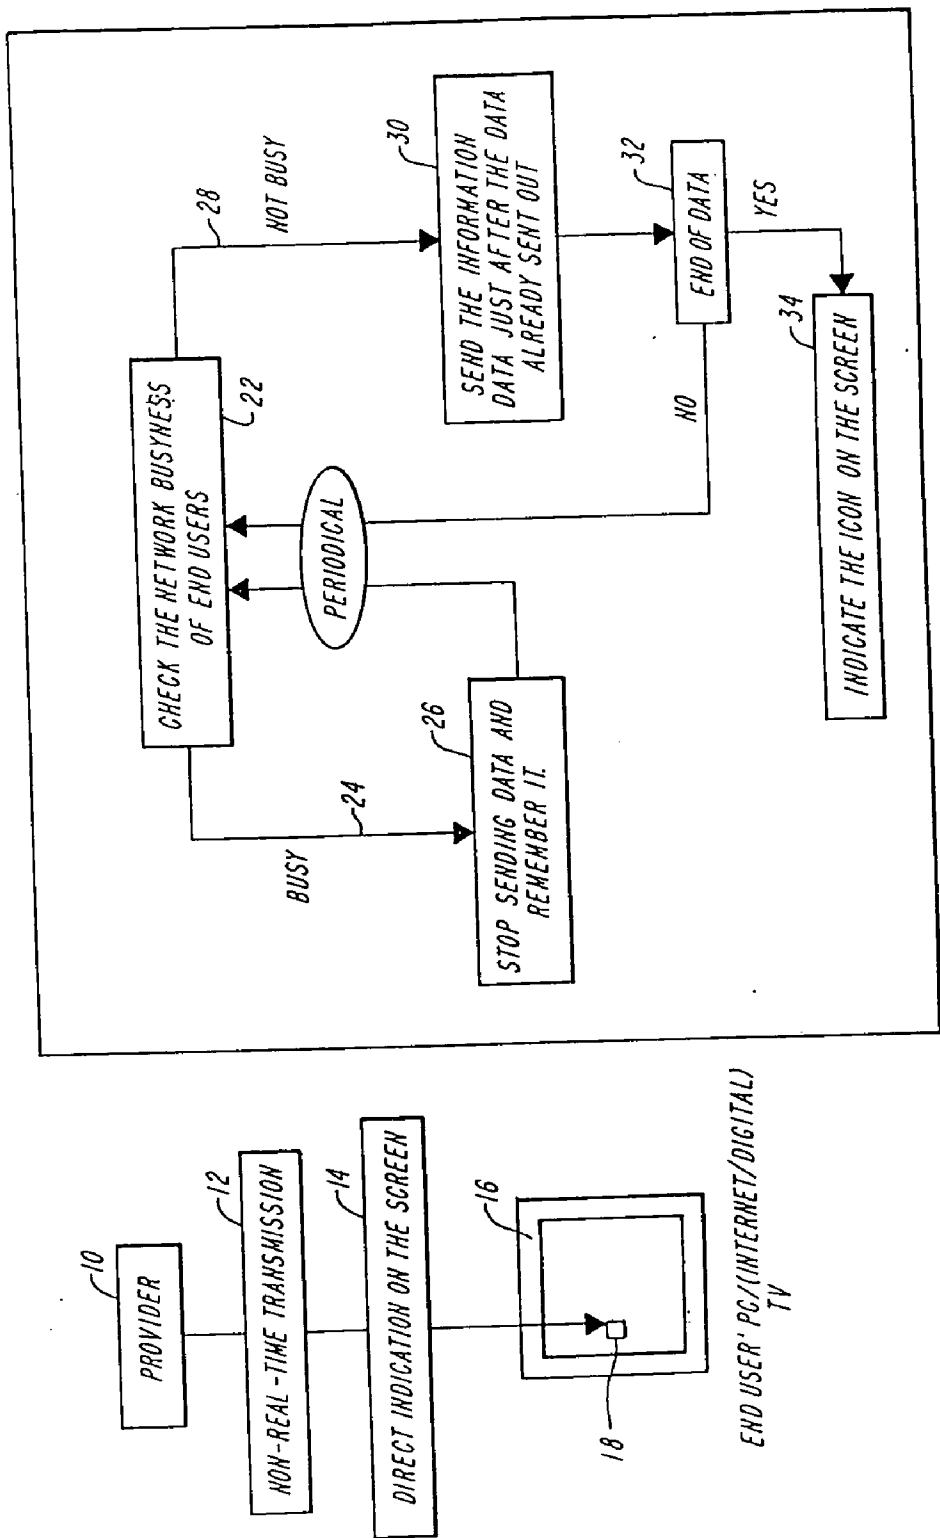 10
PROVIDER
12
NON-REAL-TIME TRANSMISSION
14
DIRECT INDICATION ON THE SCREEN
16
18
END USER' PC/(INTERNET/DIGITAL)
TV
CHECK THE NETWORK BUSYNESS
OF END USERS
22
BUSY
24
28
NOT BUSY
PERIODICAL
26
STOP SENDING DATA AND
REMEMBER IT.
30
SEND THE INFORMATION
DATA JUST AFTER THE DATA
ALREADY SENT OUT
32
END OF DATA
NO
YES
34
INDICATE THE ICON ON THE SCREEN